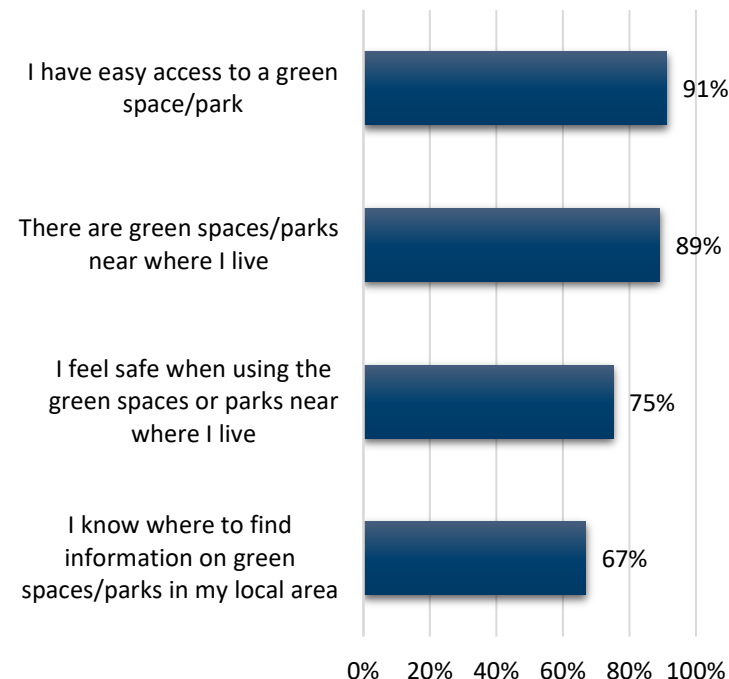 I have easy access to a green
space/park
91%
There are green spaces/parks
near where I live
89%
I feel safe when using the
green spaces or parks near
where I live
75%
I know where to find
information on green
spaces/parks in my local area
67%
0% 20% 40% 60% 80% 100%